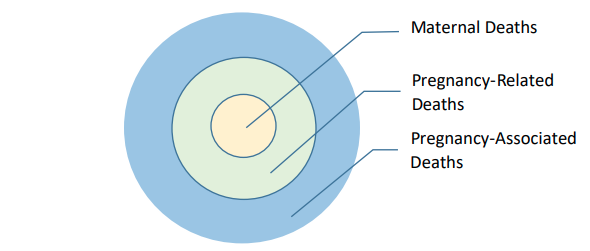 Maternal Deaths
Pregnancy-Related
Deaths
Pregnancy-Associated
Deaths